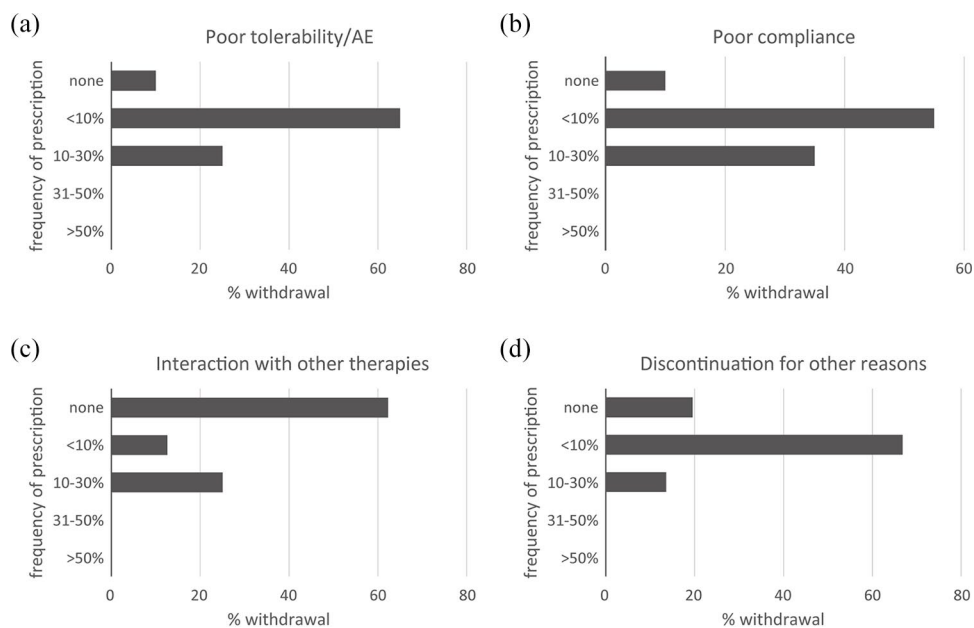 (a)
Poor tolerability/AE
frequency of prescription
none
<10%
10-30%
31-50%
>50%
0 20 40 60 80
% withdrawal
(b)
Poor compliance
frequency of prescription
none
<10%
10-30%
31-50%
>50%
0 20 40 60
% withdrawal
(c)
Interaction with other therapies
frequency of prescription
none
<10%
10-30%
31-50%
>50%
0 20 40 60 80
% withdrawal
(d)
Discontinuation for other reasons
frequency of prescription
none
<10%
10-30%
31-50%
>50%
0 20 40 60 80
% withdrawal